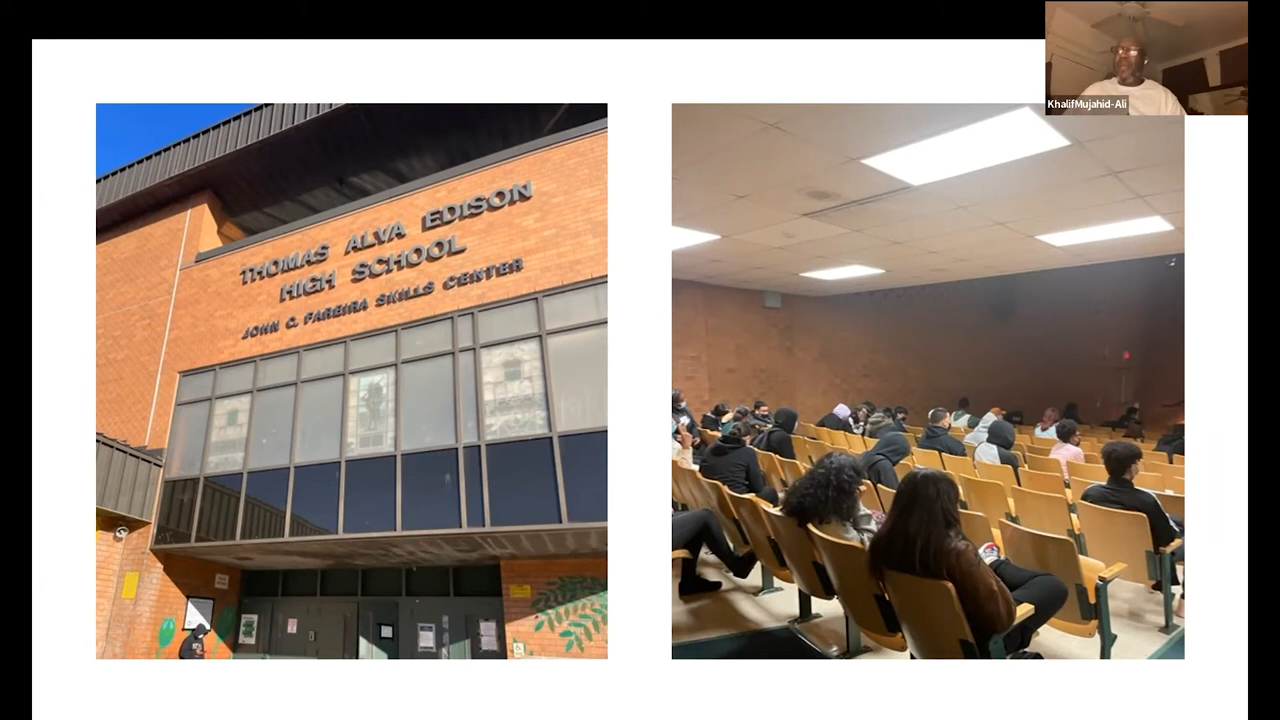 KhalifMujahid-Ali
THOMAS ALVA EDISON
HIGH SCHOOL
JOHN C. FAREIRA SKILLS CENTER